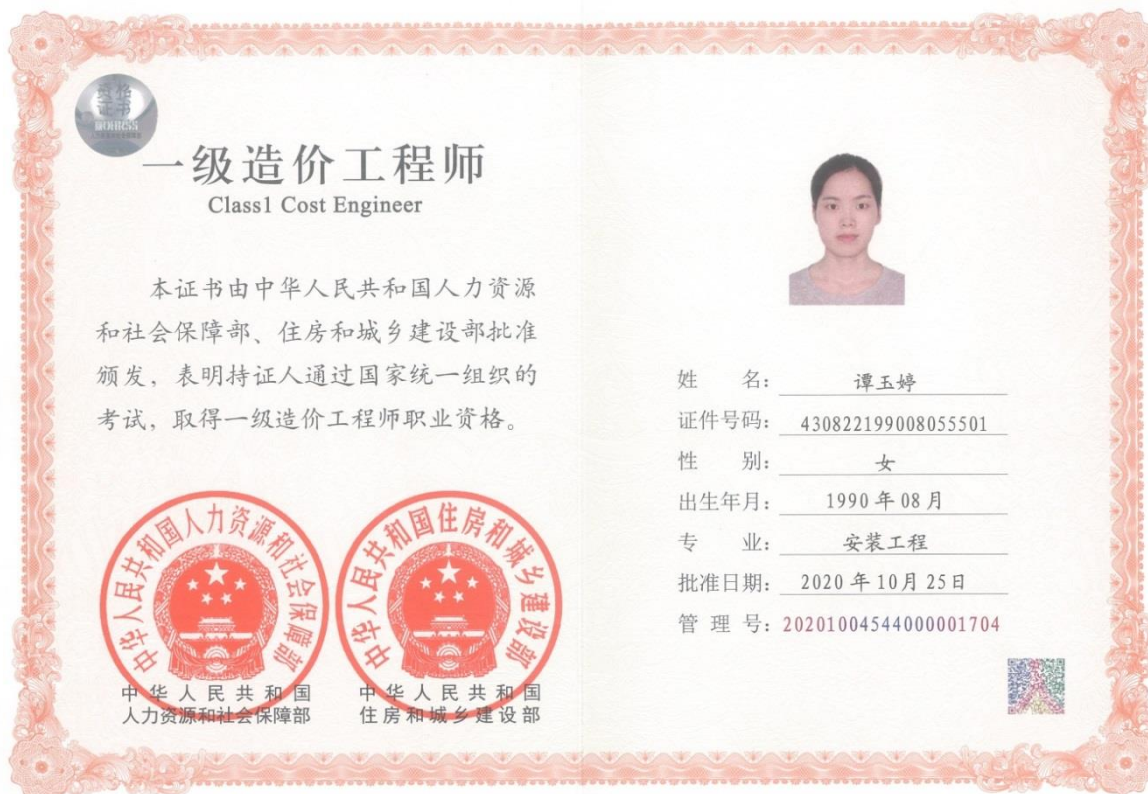 资格
证书
MOHRSS
一级造价工程师
Class1 Cost Engineer
本证书由中华人民共和国人力资源
和社会保障部、住房和城乡建设部批准
颁发，表明持证人通过国家统一组织的
考试，取得一级造价工程师职业资格。
中华人民共和国人力资源和社会保障部
中华人民共和国住房和城乡建设部
中华人民共和国
人力资源和社会保障部
中华人民共和国
住房和城乡建设部
姓 名： 谭玉婷
证件号码： 430822199008055501
性 别： 女
出生年月： 1990年08月
专 业： 安装工程
批准日期： 2020年10月25日
管 理 号： 20201004544000001704